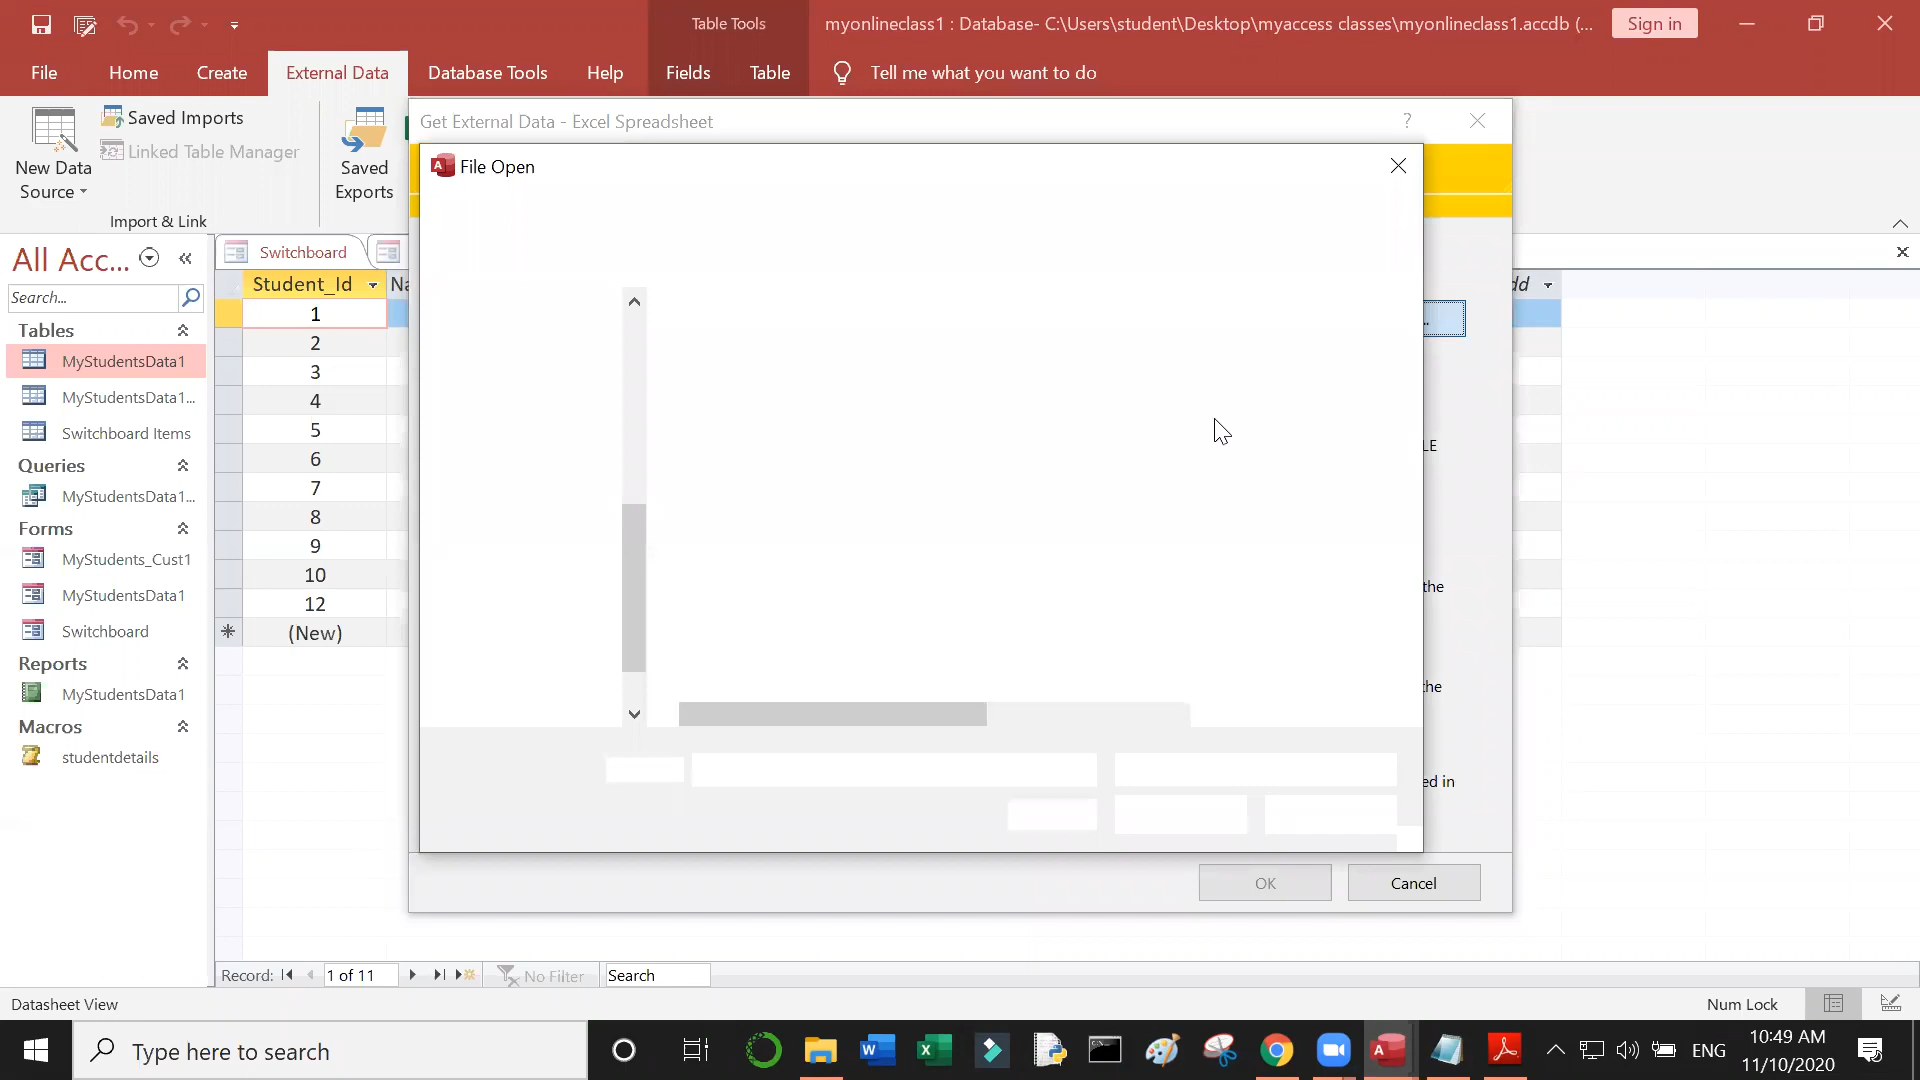 Table Tools
myonlineclass1 : Database- C:\Users\student\Desktop\myaccess classes\myonlineclass1.accdb (...
Sign in
File
Home
Create
External Data
Database Tools
Help
Fields
Table
Tell me what you want to do
New Data
Source
Saved Imports
Linked Table Manager
Saved
Exports
Import & Link
Get External Data - Excel Spreadsheet
?
File Open
All Acc...
Search...
Tables
MyStudentsData1
MyStudentsData1...
Switchboard Items
Queries
MyStudentsData1...
Forms
MyStudents_Cust1
MyStudentsData1
Switchboard
Reports
MyStudentsData1
Macros
studentdetails
Switchboard
Student_Id
Na
dd
1
2
3
4
5
6
7
8
9
10
12
(New)
..
LE
the
the
ed in
OK
Cancel
Record:
1 of 11
No Filter
Search
Datasheet View
Num Lock
Type here to search
ENG
10:49 AM
11/10/2020